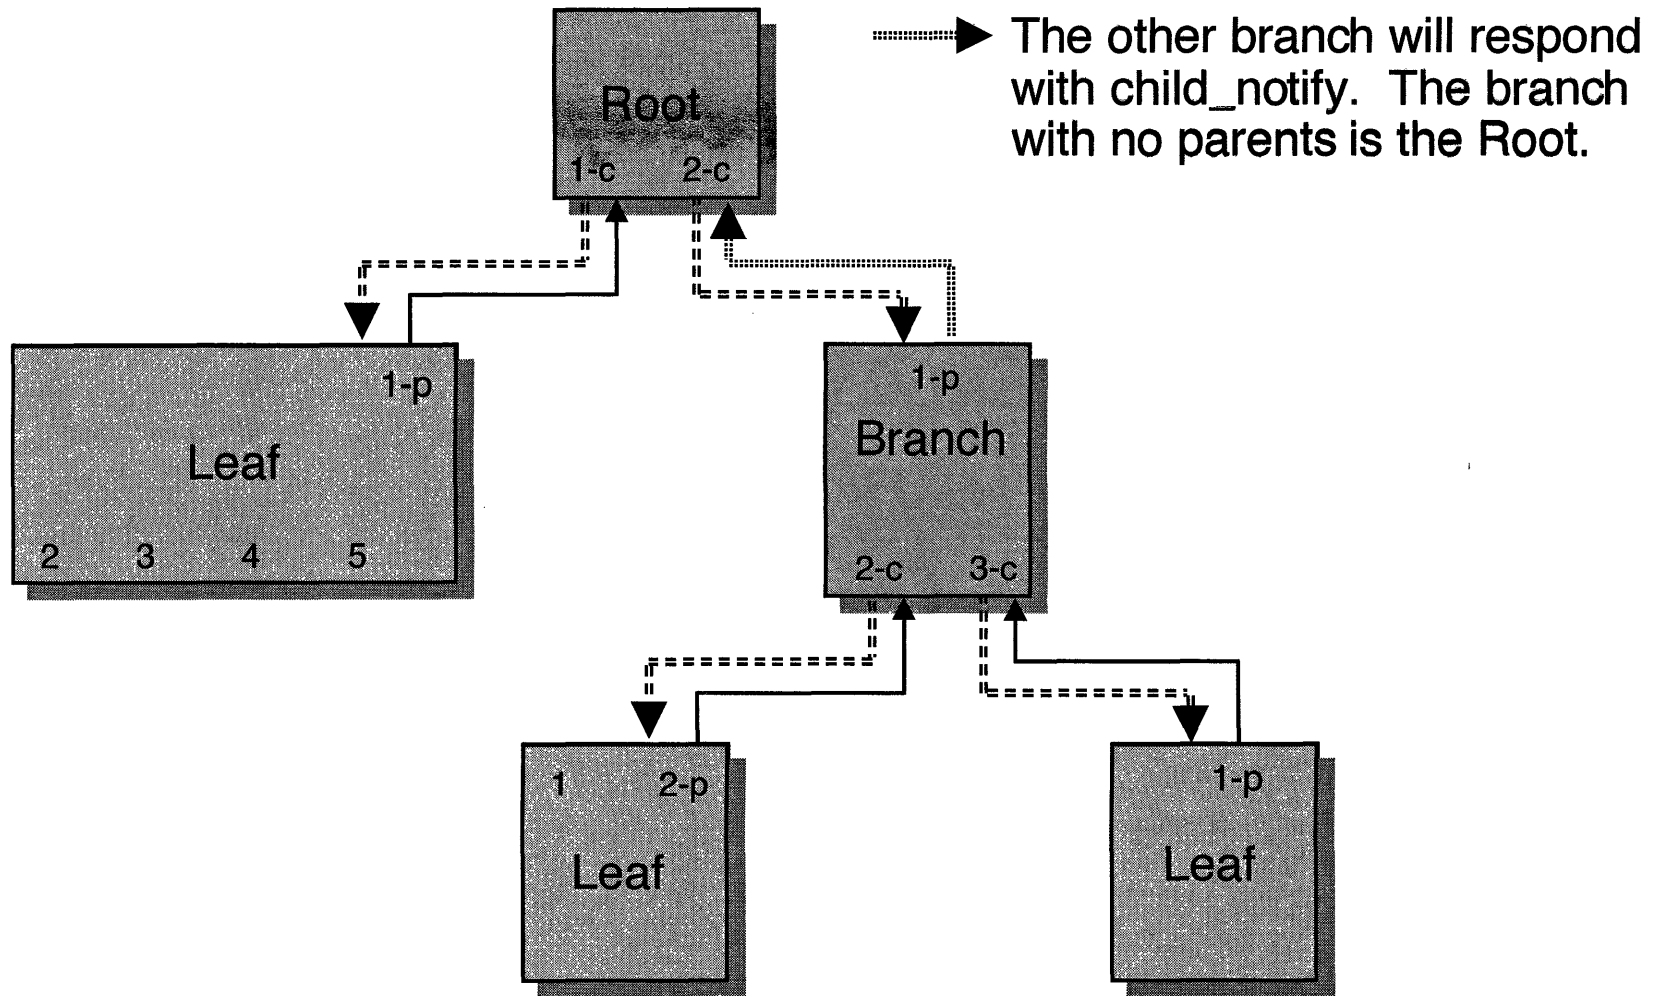 The other branch will respond
with child_notify. The branch
with no parents is the Root.
Root
1-c 2-c
1-p
Leaf
2 3 4 5
1-p
Branch
2-c 3-c
1 2-p
Leaf
1-p
Leaf